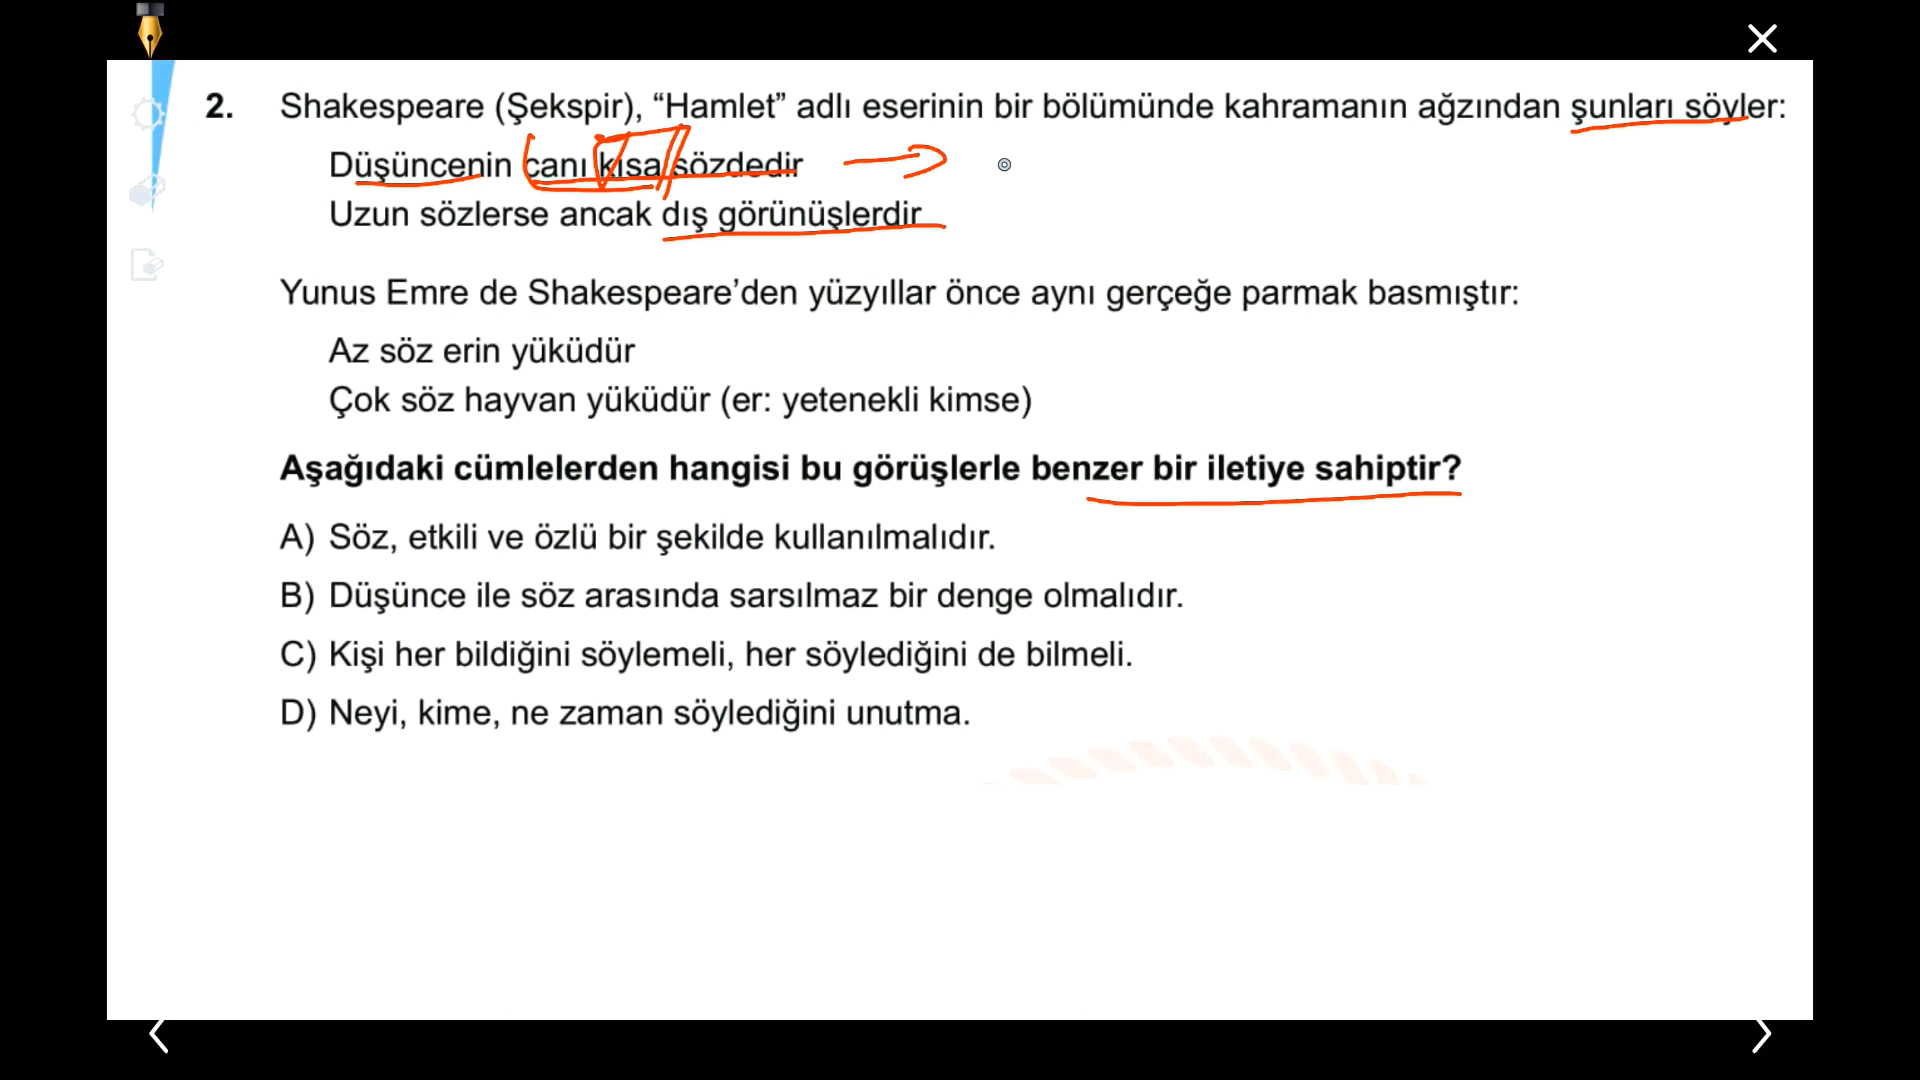 2. Shakespeare (Şekspir), “Hamlet” adlı eserinin bir bölümünde kahramanın ağzından şunları söyler:
Düşüncenin canı kısa sözdedir
Uzun sözlerse ancak dış görünüşlerdir
Yunus Emre de Shakespeare’den yüzyıllar önce aynı gerçeğe parmak basmıştır:
Az söz erin yüküdür
Çok söz hayvan yüküdür (er: yetenekli kimse)
Aşağıdaki cümlelerden hangisi bu görüşlerle benzer bir iletiye sahiptir?
A) Söz, etkili ve özlü bir şekilde kullanılmalıdır.
B) Düşünce ile söz arasında sarsılmaz bir denge olmalıdır.
C) Kişi her bildiğini söylemeli, her söylediğini de bilmeli.
D) Neyi, kime, ne zaman söylediğini unutma.